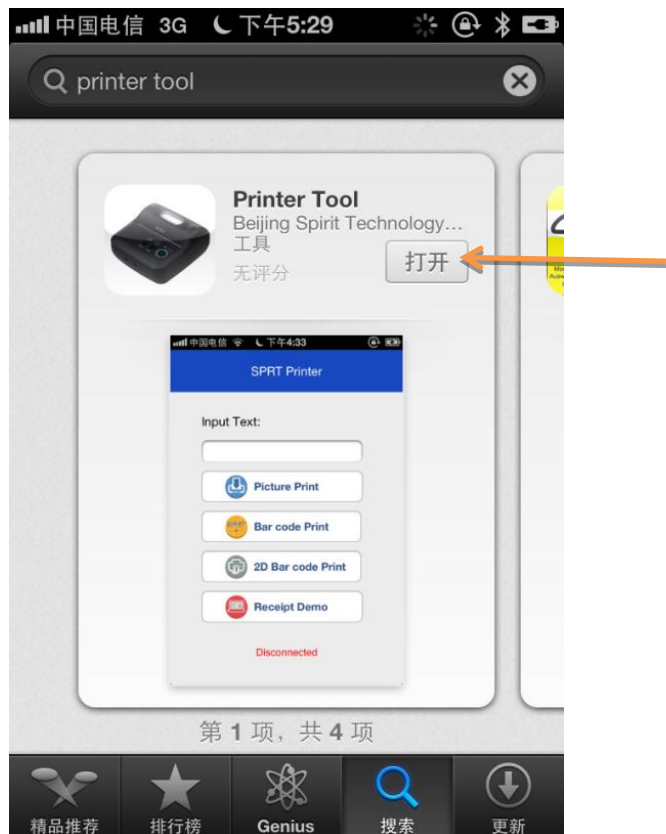 中国电信 3G 下午5:29
printer tool
Printer Tool
Beijing Spirit Technology...
工具
无评分
打开
中国电信 下午4:33
SPRT Printer
Input Text:
Picture Print
Bar code Print
2D Bar code Print
Receipt Demo
Disconnected
第 1 项，共 4 项
精品推荐 排行榜 Genius 搜索 更新